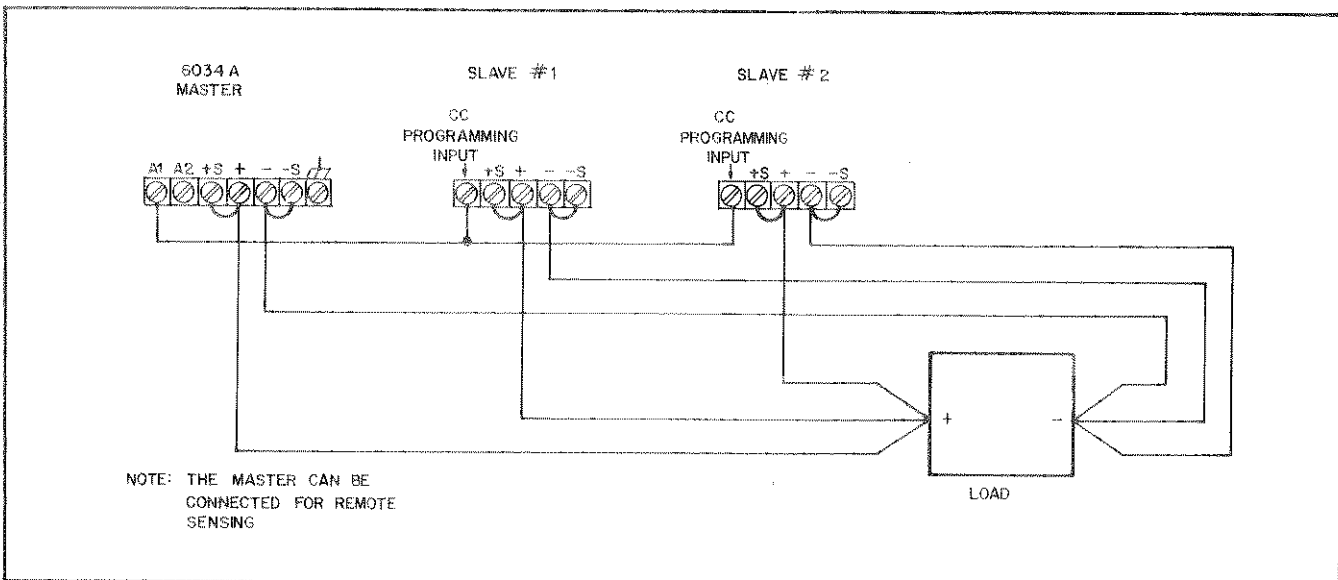 6034A
MASTER
SLAVE #1
SLAVE #2
CC
PROGRAMMING
INPUT
CC
PROGRAMMING
INPUT
A1 A2 +S + - -S
+S + - -S
+S + - -S
+ -
LOAD
NOTE: THE MASTER CAN BE
CONNECTED FOR REMOTE
SENSING